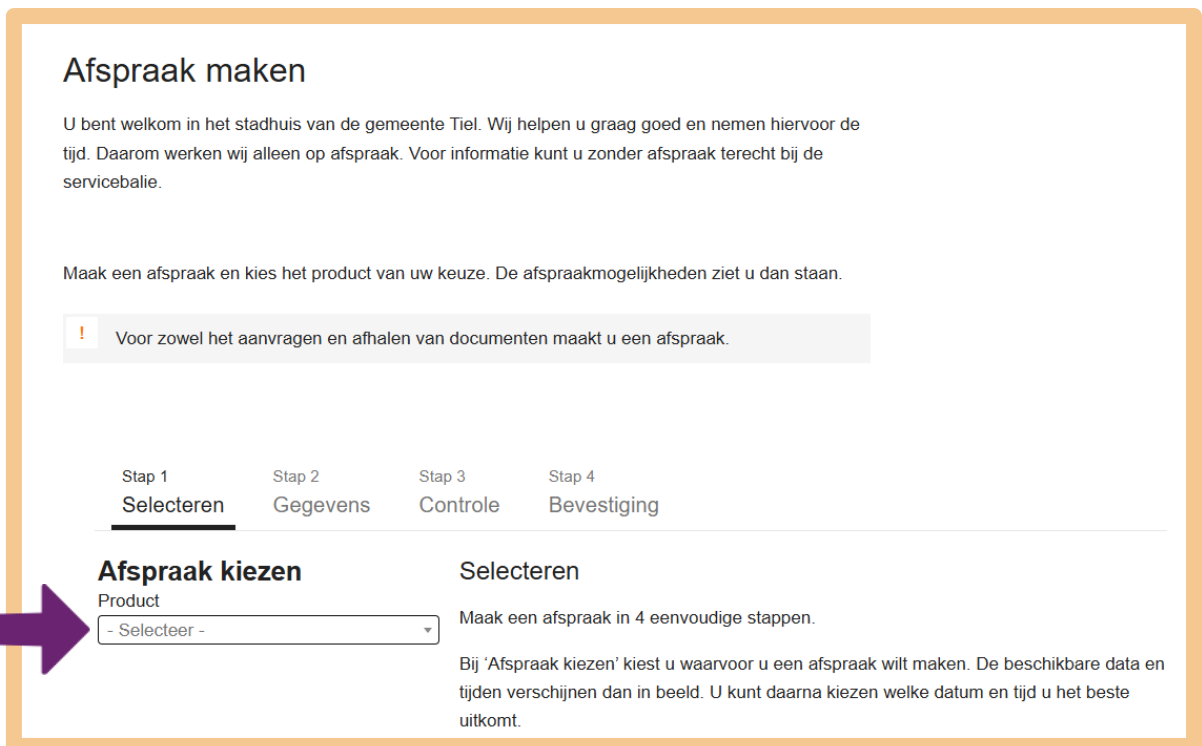 Afspraak maken
U bent welkom in het stadhuis van de gemeente Tiel. Wij helpen u graag goed en nemen hiervoor de
tijd. Daarom werken wij alleen op afspraak. Voor informatie kunt u zonder afspraak terecht bij de
servicebalie.
Maak een afspraak en kies het product van uw keuze. De afspraakmogelijkheden ziet u dan staan.
! Voor zowel het aanvragen en afhalen van documenten maakt u een afspraak.
Stap 1 Stap 2 Stap 3 Stap 4
Selecteren Gegevens Controle Bevestiging
Afspraak kiezen
Product
- Selecteer -
Selecteren
Maak een afspraak in 4 eenvoudige stappen.
Bij ‘Afspraak kiezen’ kiest u waarvoor u een afspraak wilt maken. De beschikbare data en
tijden verschijnen dan in beeld. U kunt daarna kiezen welke datum en tijd u het beste
uitkomt.